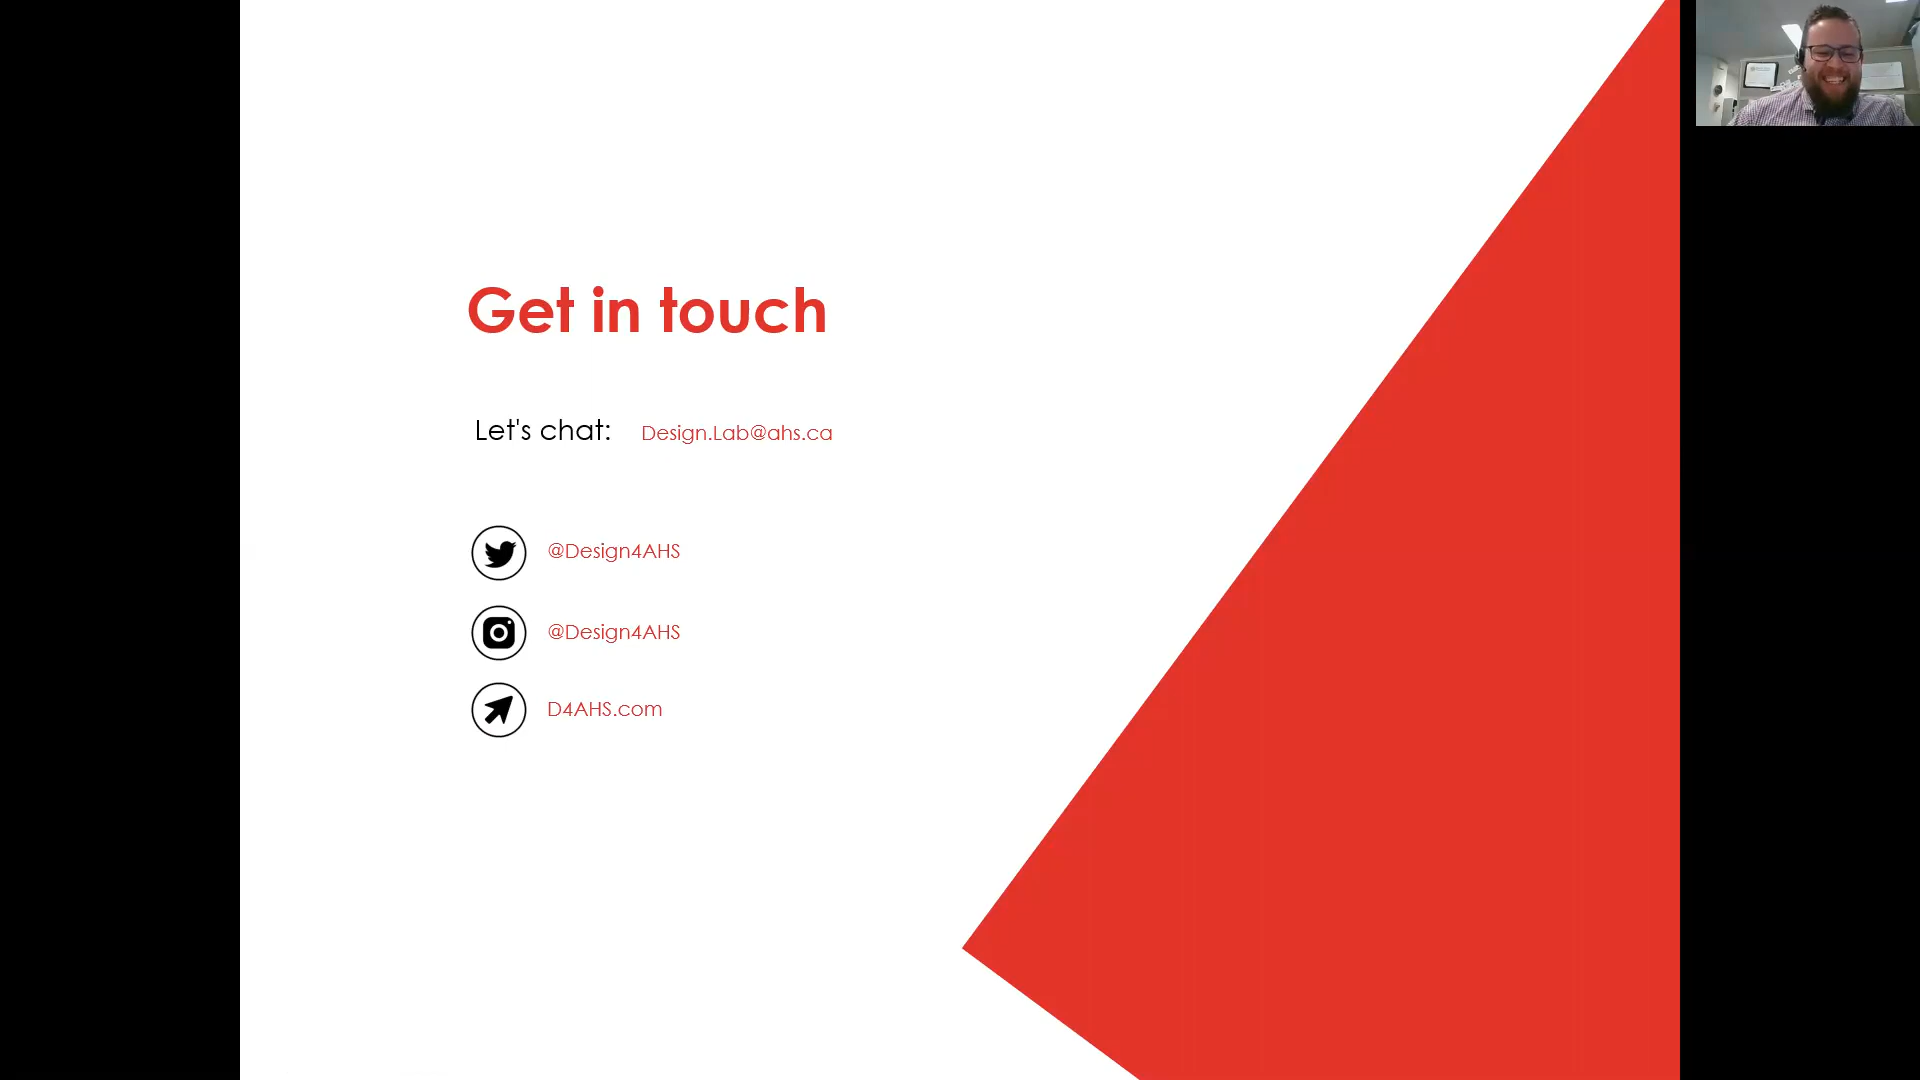 Get in touch
Let's chat: Design.Lab@ahs.ca
@Design4AHS
@Design4AHS
D4AHS.com